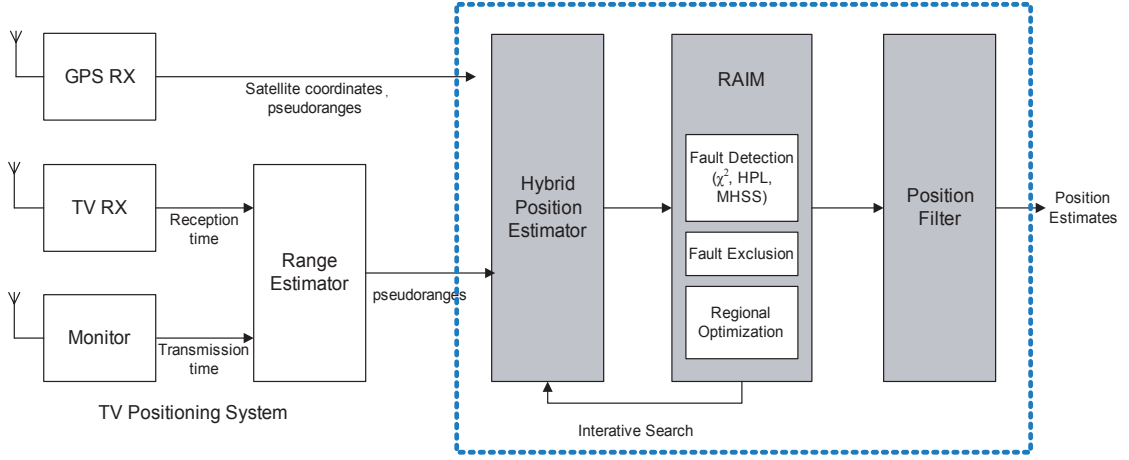 GPS RX
Satellite coordinates,
pseudoranges
TV RX
Reception
time
Monitor
Transmission
time
Range
Estimator
pseudoranges
TV Positioning System
Hybrid
Position
Estimator
RAIM
Fault Detection
(χ², HPL,
MHSS)
Fault Exclusion
Regional
Optimization
Interative Search
Position
Filter
Position
Estimates